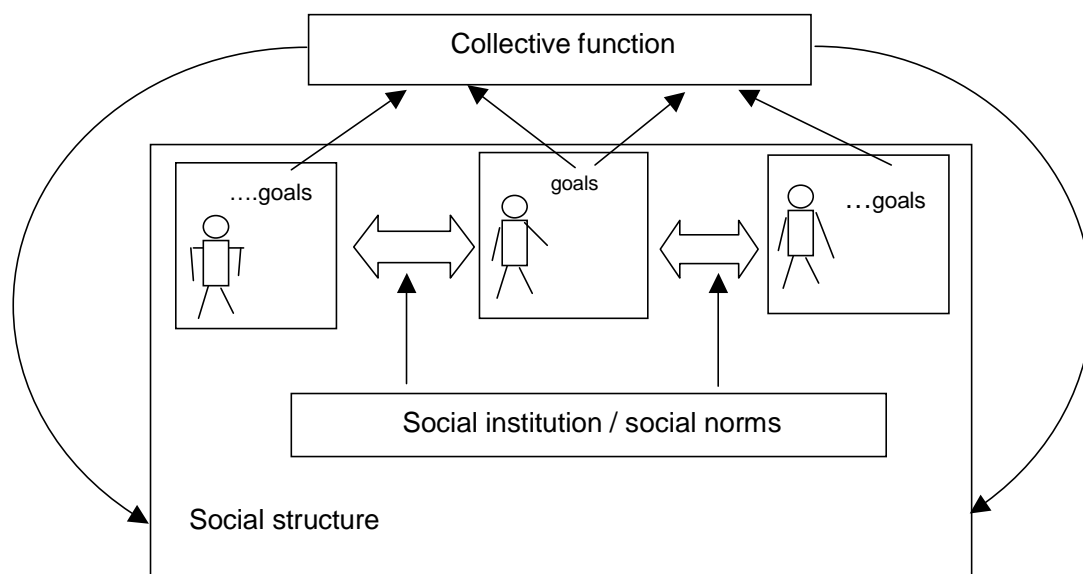 Collective function
....goals
goals
...goals
Social institution / social norms
Social structure